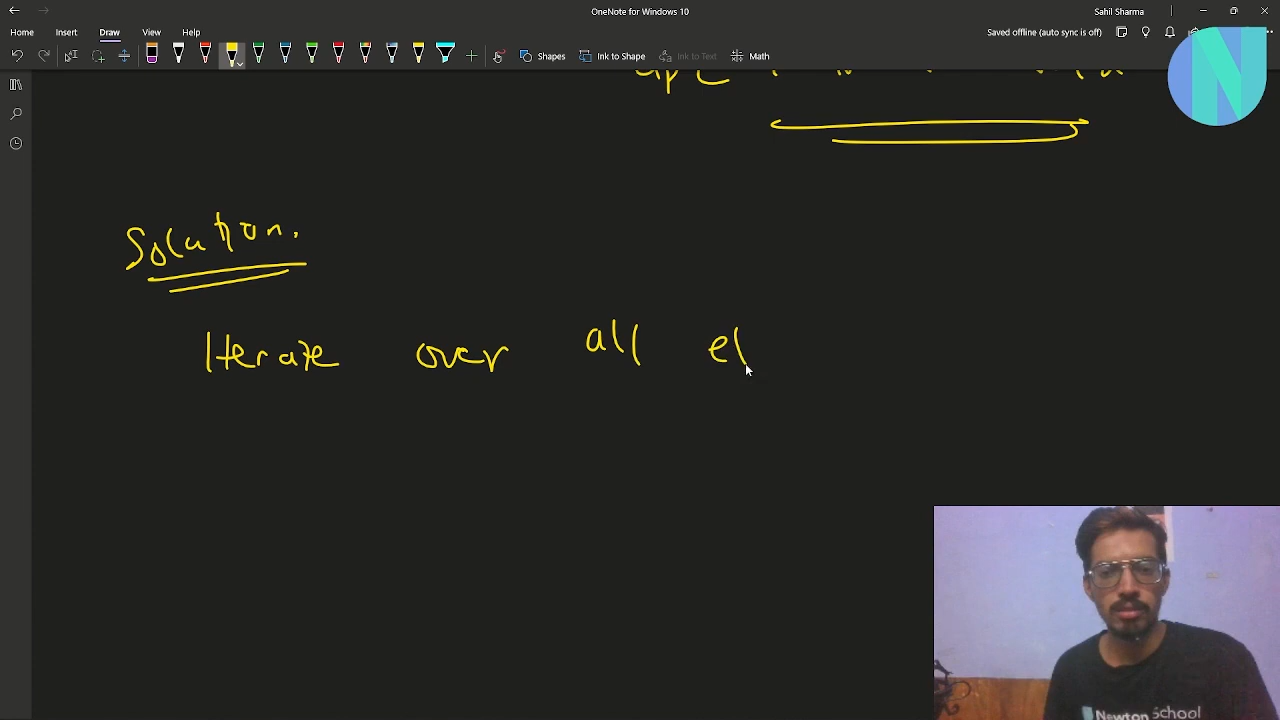 OneNote for Windows 10
Sahil Sharma
Home Insert Draw View Help
Saved offline (auto sync is off)
Shapes Ink to Shape Ink to Text Math
Solution.
Iterate over all el
Newton School